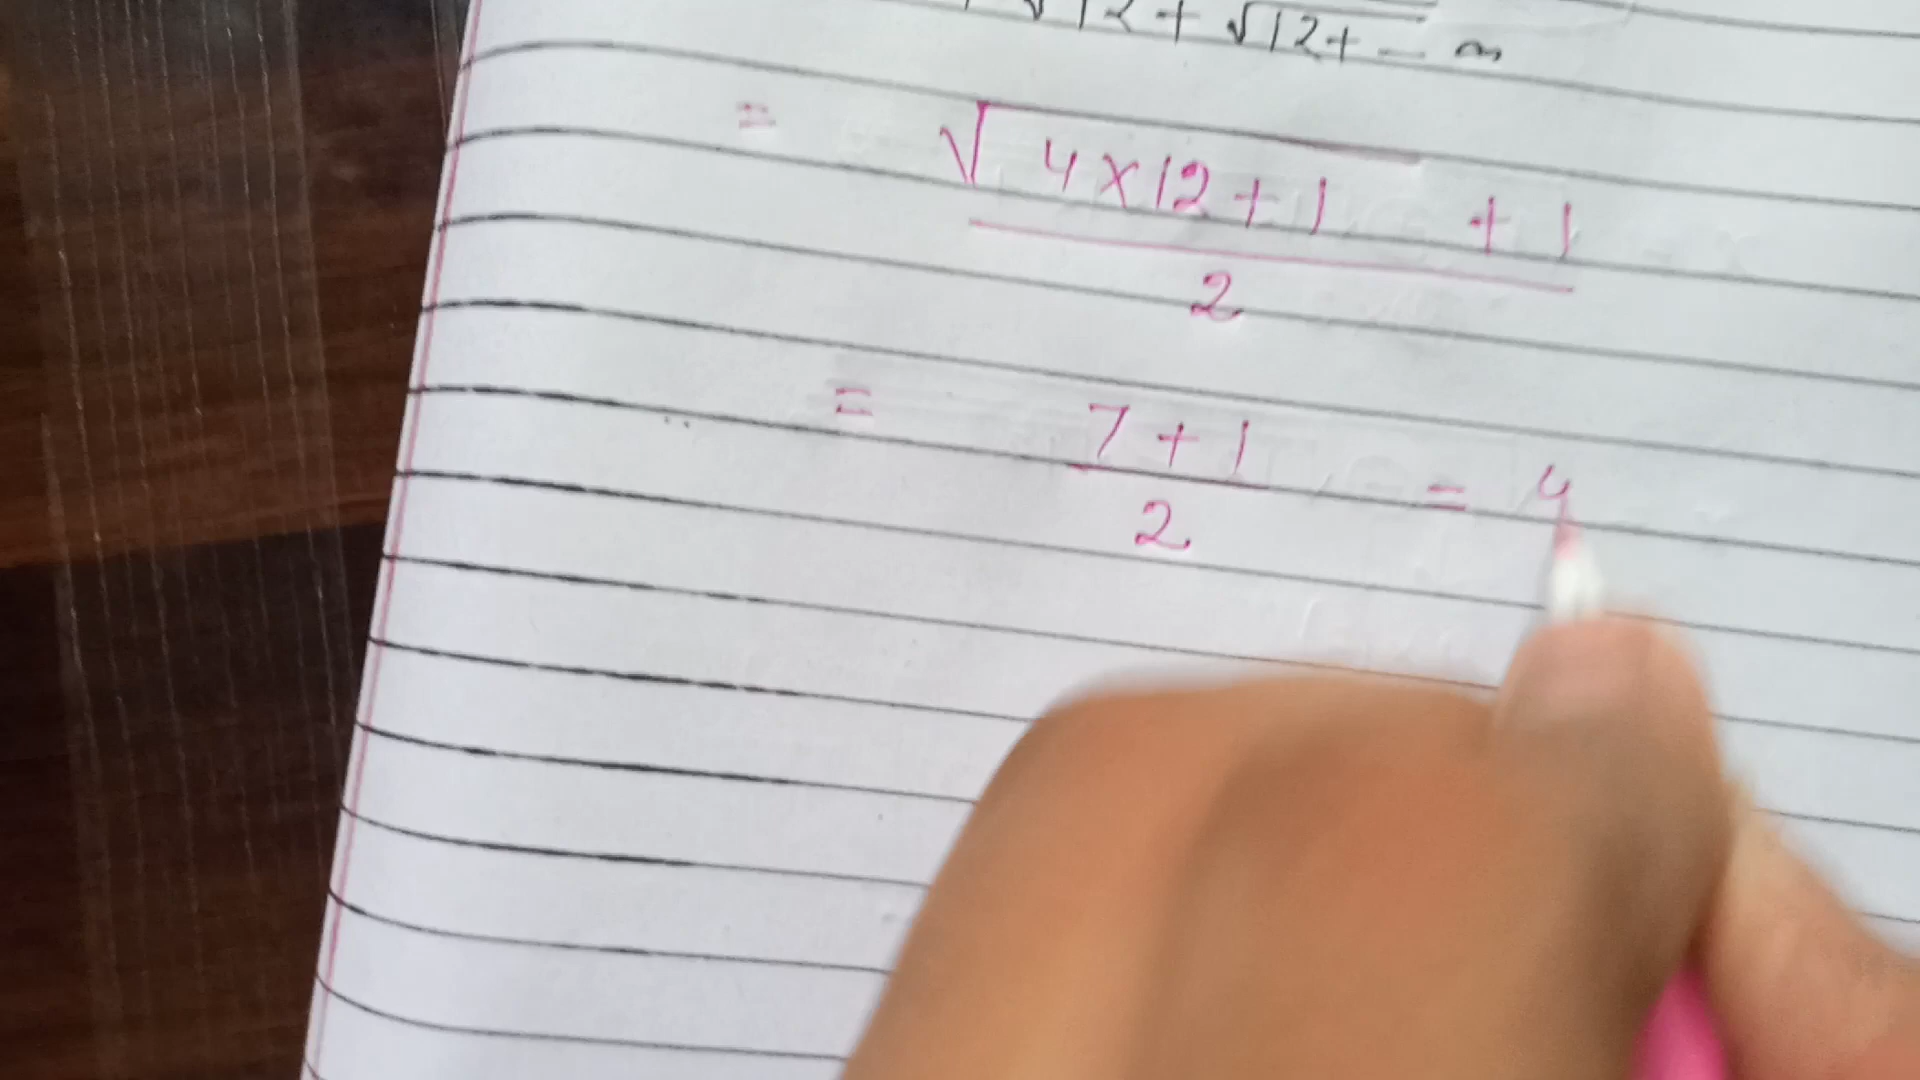 √12 + √12 + - ∞
= √4×12+1 + 1
2
= 7+1 = 4
2